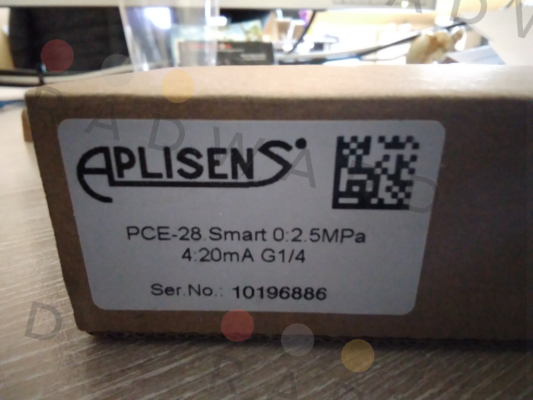 APLISENS
PCE-28.Smart 0:2.5MPa
4:20mA G1/4
Ser.No.: 10196886